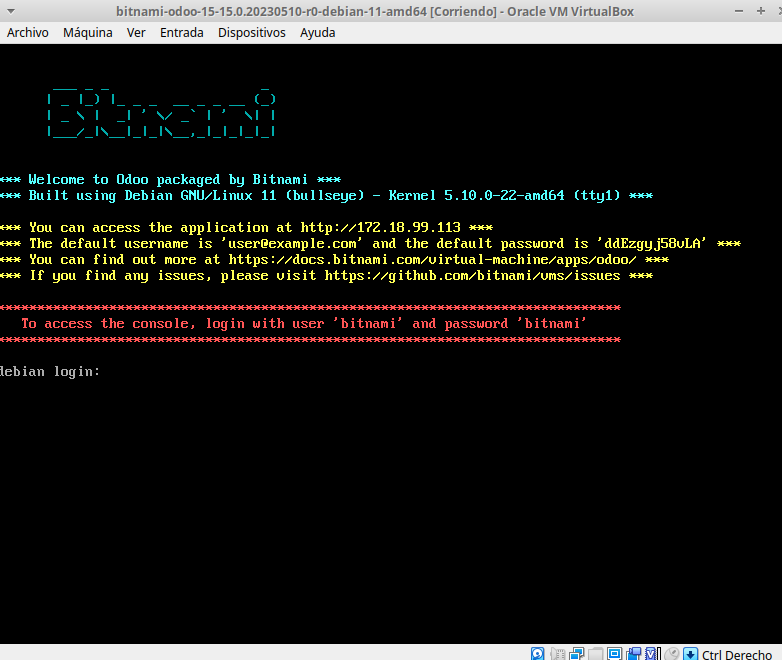 bitnami-odoo-15-15.0.20230510-r0-debian-11-amd64 [Corriendo] - Oracle VM VirtualBox
Archivo Máquina Ver Entrada Dispositivos Ayuda
Bitnami
*** Welcome to Odoo packaged by Bitnami ***
*** Built using Debian GNU/Linux 11 (bullseye) - Kernel 5.10.0-22-amd64 (tty1) ***
*** You can access the application at http://172.18.99.113 ***
*** The default username is 'user@example.com' and the default password is 'ddEzgyj58vLA' ***
*** You can find out more at https://docs.bitnami.com/virtual-machine/apps/odoo/ ***
*** If you find any issues, please visit https://github.com/bitnami/vms/issues ***
******************************************************************************
To access the console, login with user 'bitnami' and password 'bitnami'
******************************************************************************
debian login:
Ctrl Derecho